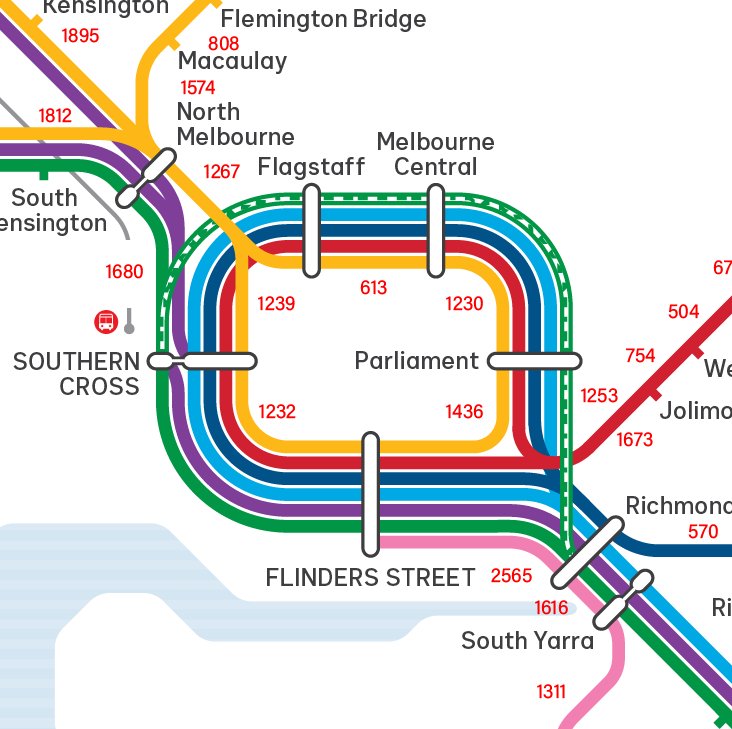 Kensington
1895
Flemington Bridge
808
Macaulay
1574
1812
North
Melbourne
1267
Flagstaff
Melbourne
Central
South
ensington
1680
1239
613
1230
67
504
754
We
SOUTHERN
CROSS
Parliament
1253
Jolimo
1232
1436
1673
Richmond
570
FLINDERS STREET
2565
1616
Ri
South Yarra
1311